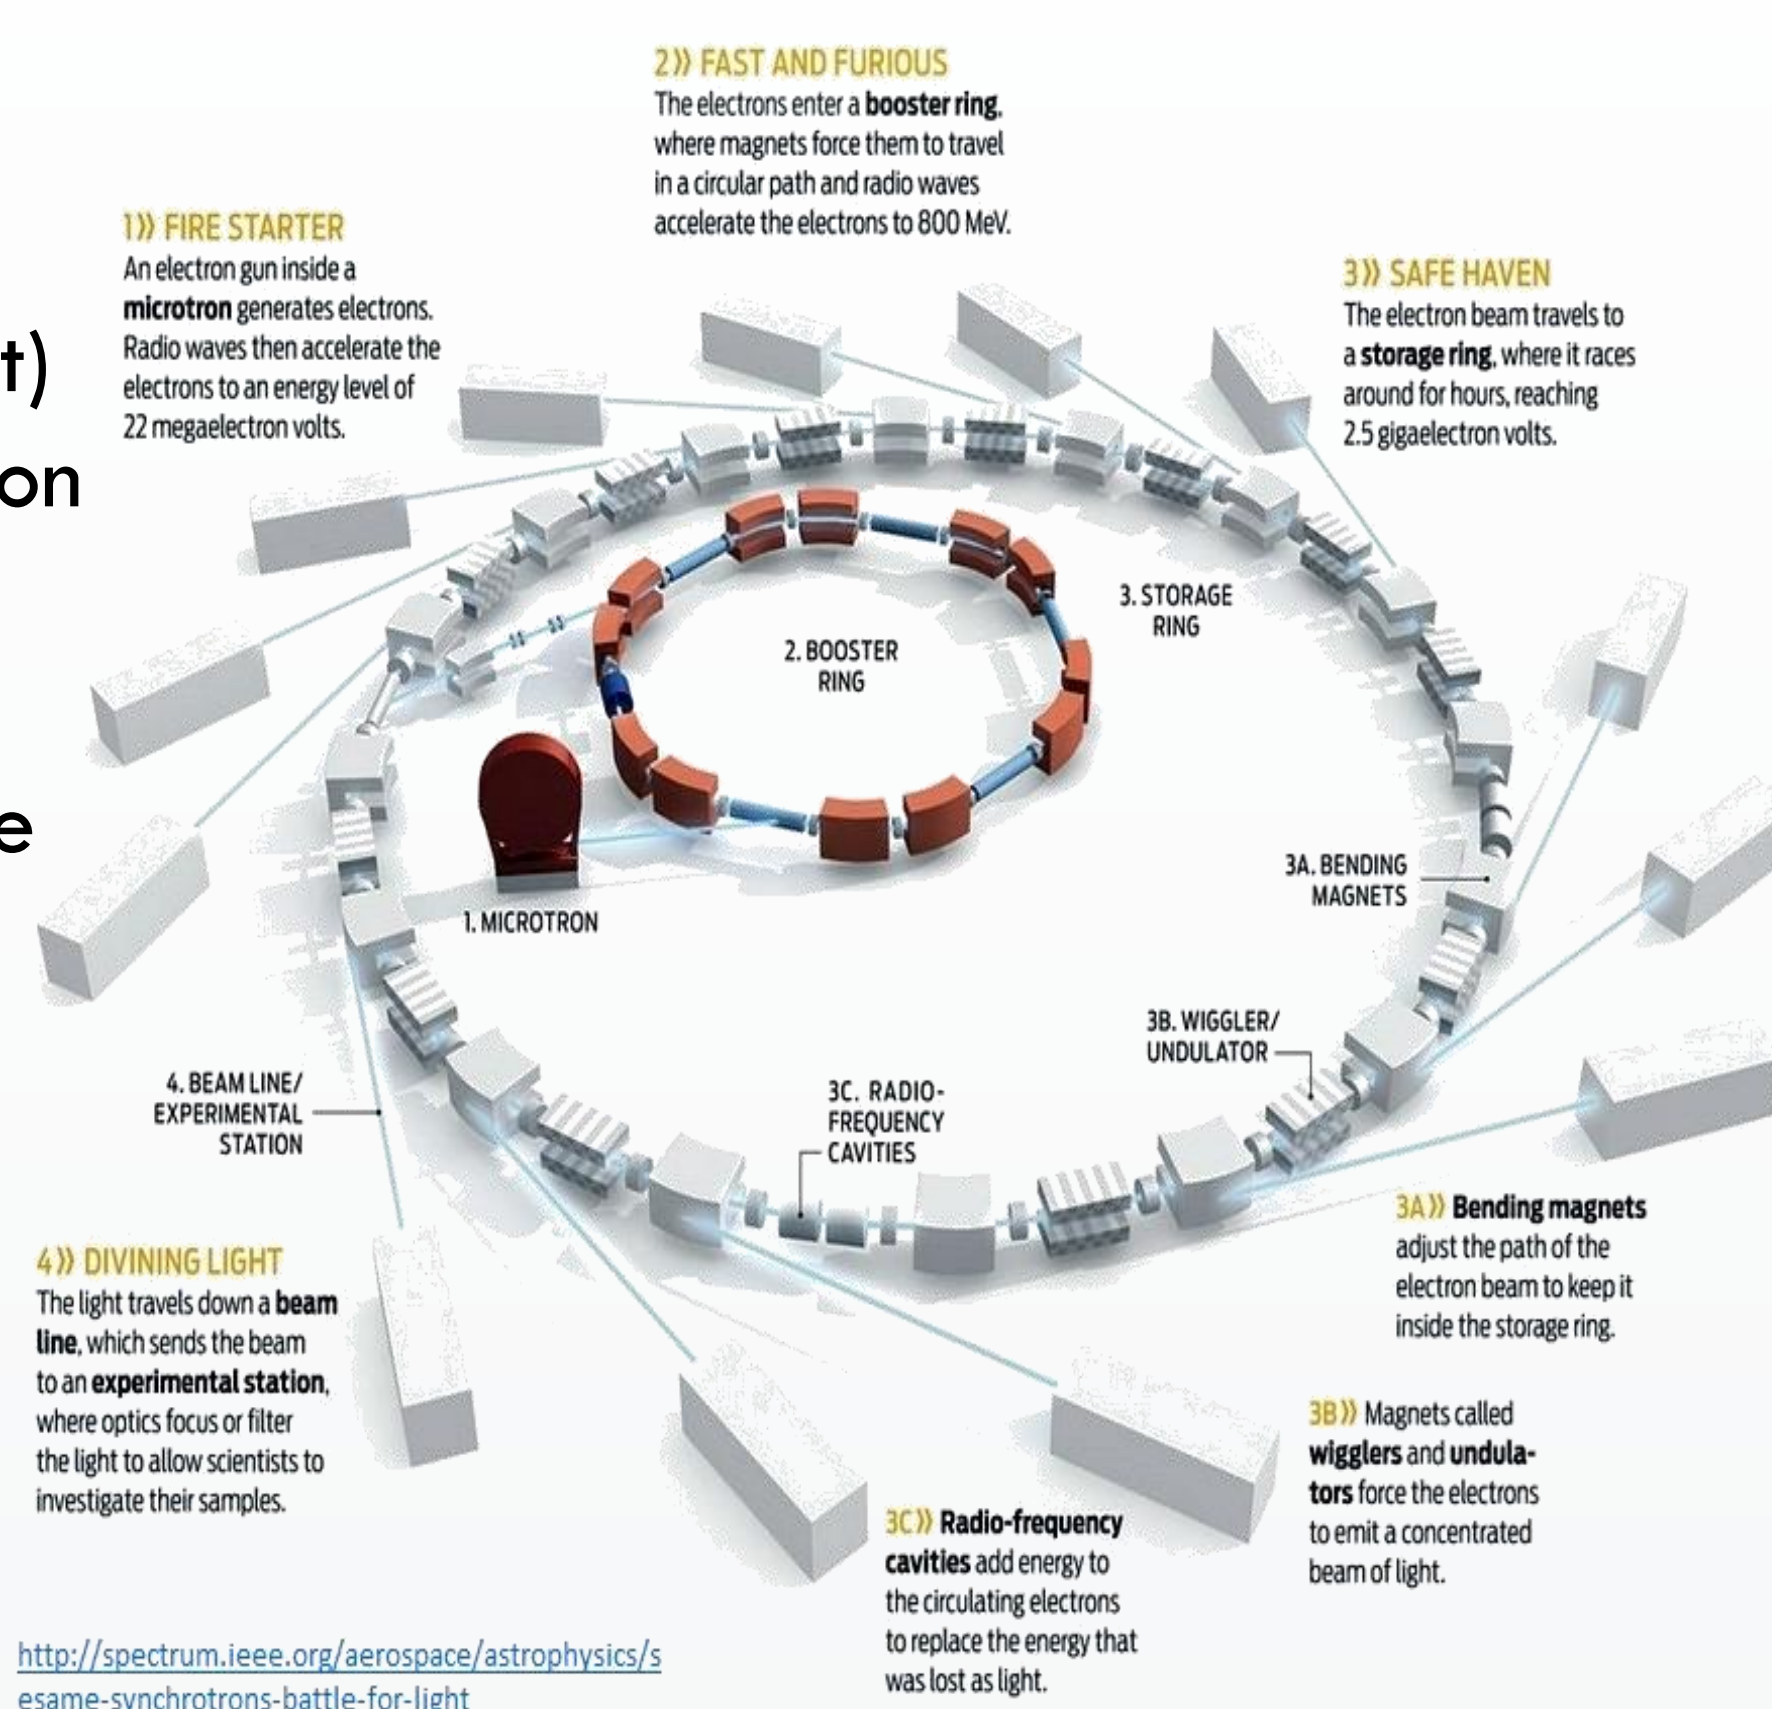 2》 FAST AND FURIOUS
The electrons enter a booster ring,
where magnets force them to travel
in a circular path and radio waves
accelerate the electrons to 800 MeV.
1》 FIRE STARTER
An electron gun inside a
microtron generates electrons.
Radio waves then accelerate the
electrons to an energy level of
22 megaelectron volts.
3》 SAFE HAVEN
The electron beam travels to
a storage ring, where it races
around for hours, reaching
2.5 gigaelectron volts.
t)
on
e
3. STORAGE
RING
2. BOOSTER
RING
1. MICROTRON
3A. BENDING
MAGNETS
3B. WIGGLER/
UNDULATOR
3C. RADIO-
FREQUENCY
CAVITIES
4. BEAM LINE/
EXPERIMENTAL
STATION
3A》 Bending magnets
adjust the path of the
electron beam to keep it
inside the storage ring.
4》 DIVINING LIGHT
The light travels down a beam
line, which sends the beam
to an experimental station,
where optics focus or filter
the light to allow scientists to
investigate their samples.
3B》 Magnets called
wigglers and undula-
tors force the electrons
to emit a concentrated
beam of light.
3C》 Radio-frequency
cavities add energy to
the circulating electrons
to replace the energy that
was lost as light.
http://spectrum.ieee.org/aerospace/astrophysics/s
esame-synchrotrons-battle-for-light